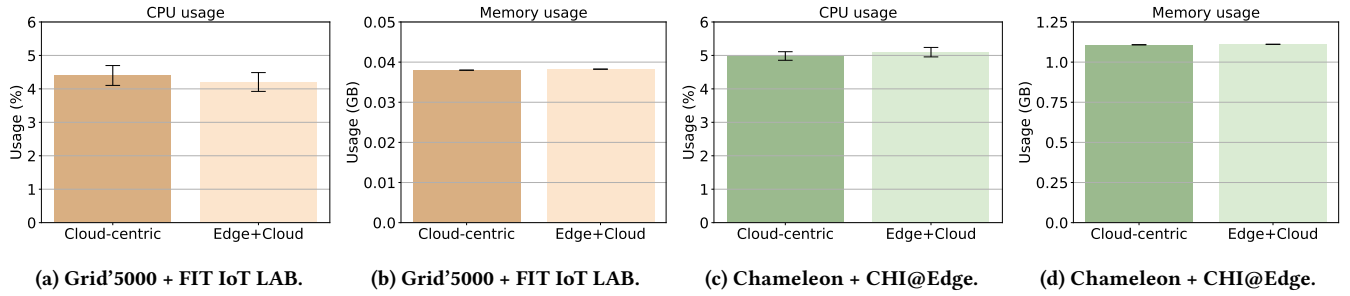 CPU usage
Usage (%)
6
5
4
3
2
1
0
Cloud-centric
Edge+Cloud
(a) Grid'5000 + FIT IoT LAB.
Memory usage
Usage (GB)
0.05
0.04
0.03
0.02
0.01
0.0
Cloud-centric
Edge+Cloud
(b) Grid'5000 + FIT IoT LAB.
CPU usage
Usage (%)
6
5
4
3
2
1
0
Cloud-centric
Edge+Cloud
(c) Chameleon + CHI@Edge.
Memory usage
Usage (GB)
1.25
1.0
0.75
0.5
0.25
0.0
Cloud-centric
Edge+Cloud
(d) Chameleon + CHI@Edge.